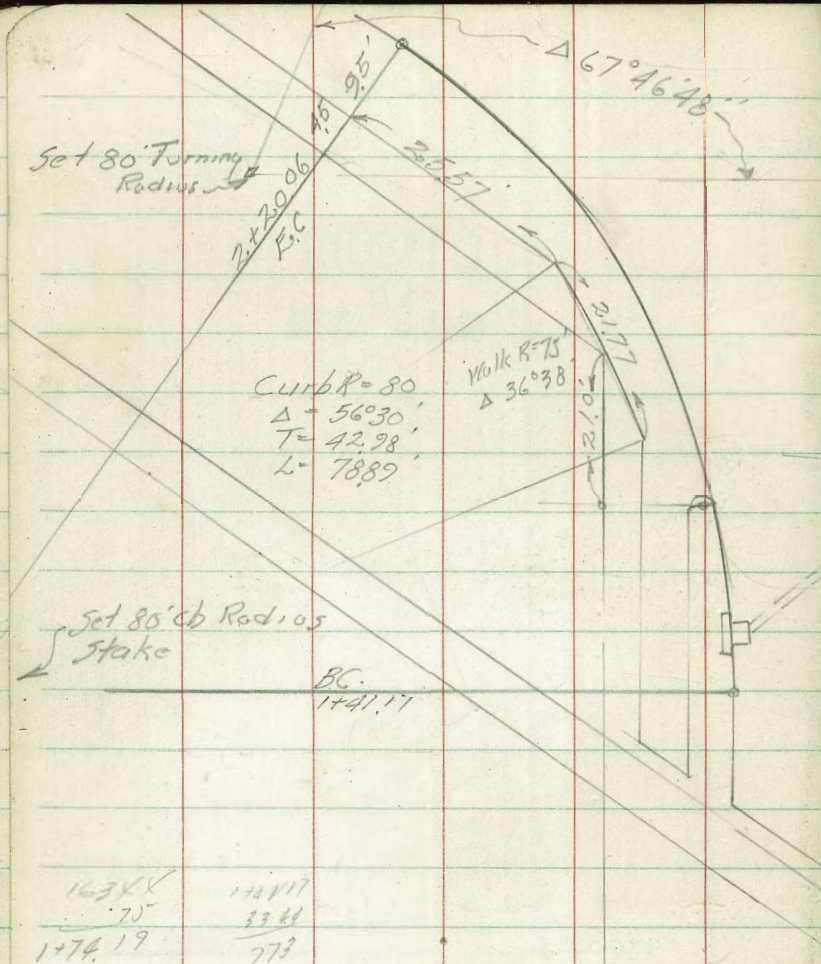 Δ 67°46'48"
9.5'
4.5
Set 80' Turning
Radius
25.57'
2+20.06
E.C
21.77
Walk R=75'
Δ 36°38'
Curb R= 80
Δ= 56°30'
T= 42.98'
L= 78.89'
21.0'
Set 80' cb Radius
Stake
BC.
1+41.17
.75
1+74.19
273